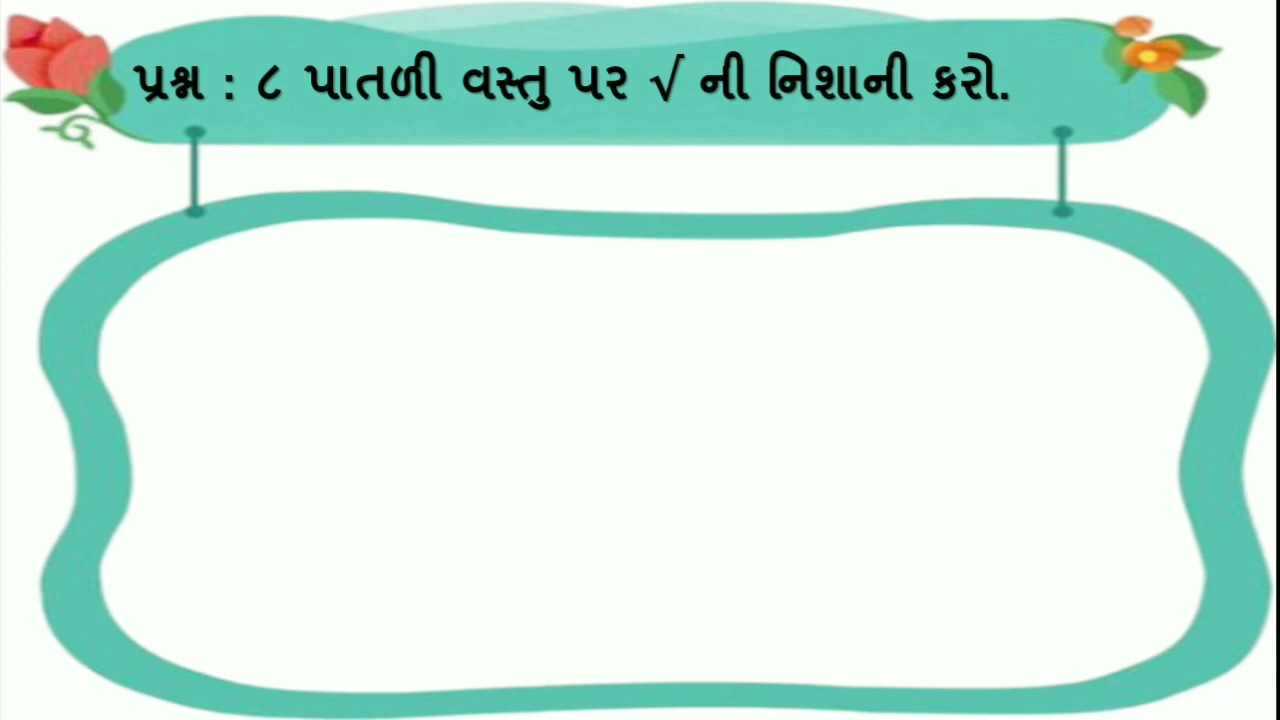 પ્રશ્ન : ૮ પાતળી વસ્તુ પર √ ની નિશાની કરો.